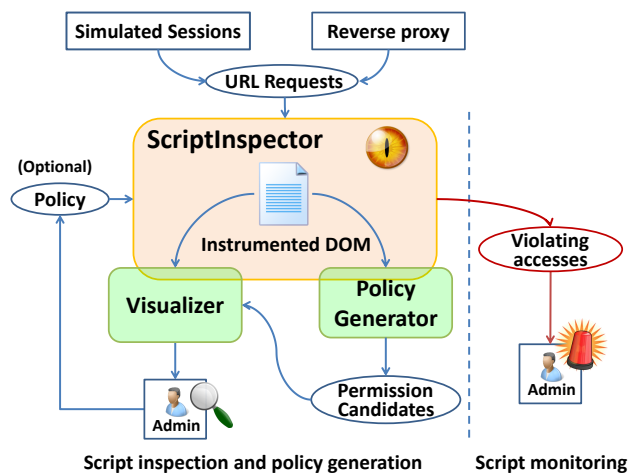 Simulated Sessions
Reverse proxy
URL Requests
ScriptInspector
(Optional)
Policy
Instrumented DOM
Violating
accesses
Visualizer
Policy
Generator
Admin
Permission
Candidates
Admin
Script inspection and policy generation
Script monitoring